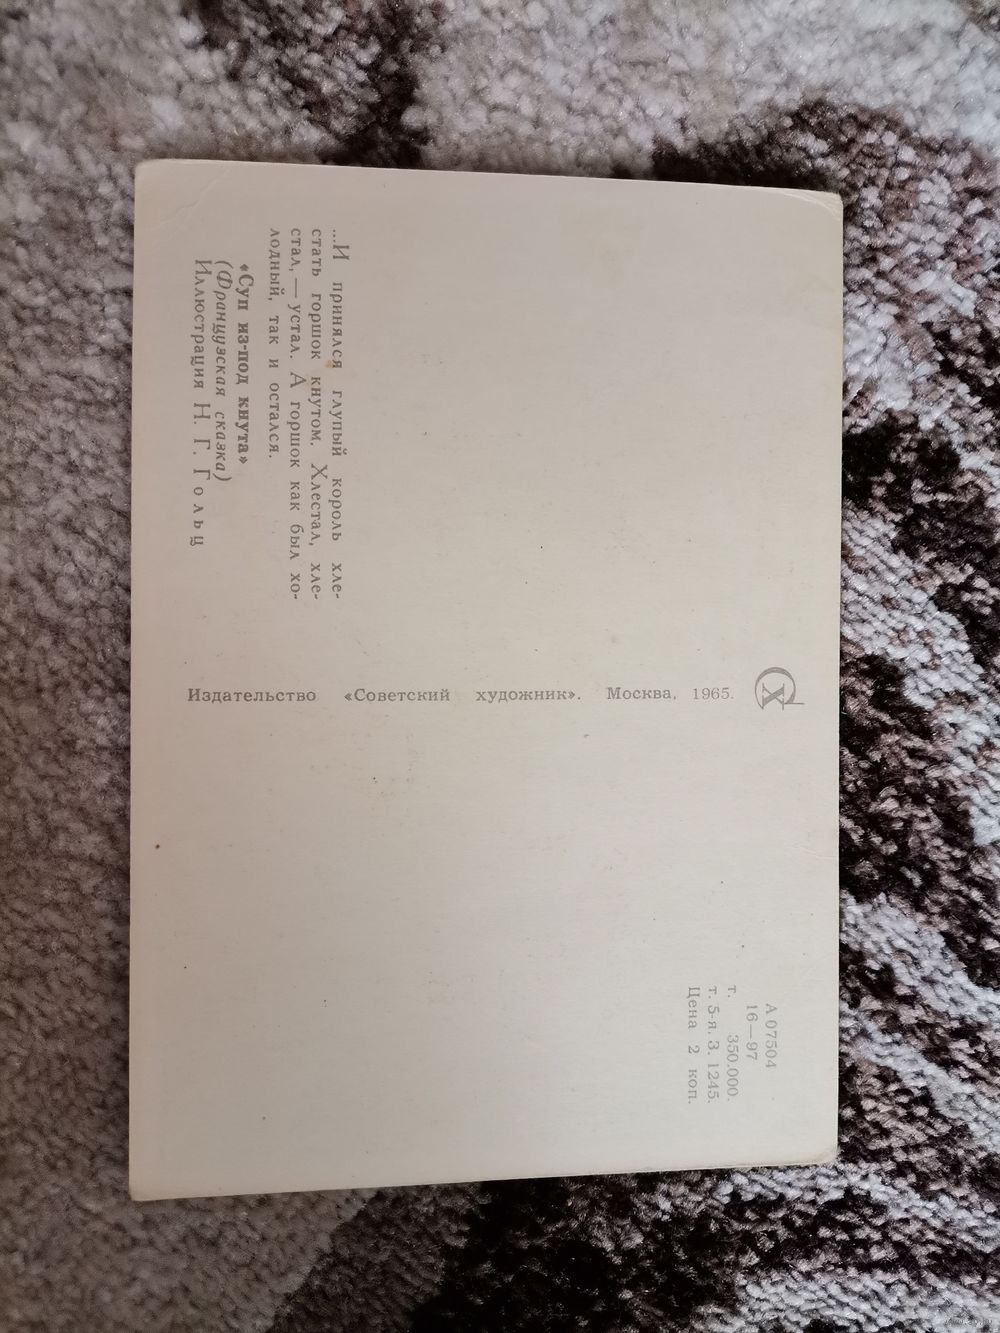 ...И принялся глупый король хле-
стать горшок кнутом. Хлестал, хле-
стал, — устал. А горшок как был хо-
лодный, так и остался.
«Суп из-под кнута»
(Французская сказка)
Иллюстрация Н. Г. Гольц
Издательство «Советский художник». Москва, 1965.
А 07504
16—97
т. 350.000.
т. 5-я. З. 1245.
Цена 2 коп.